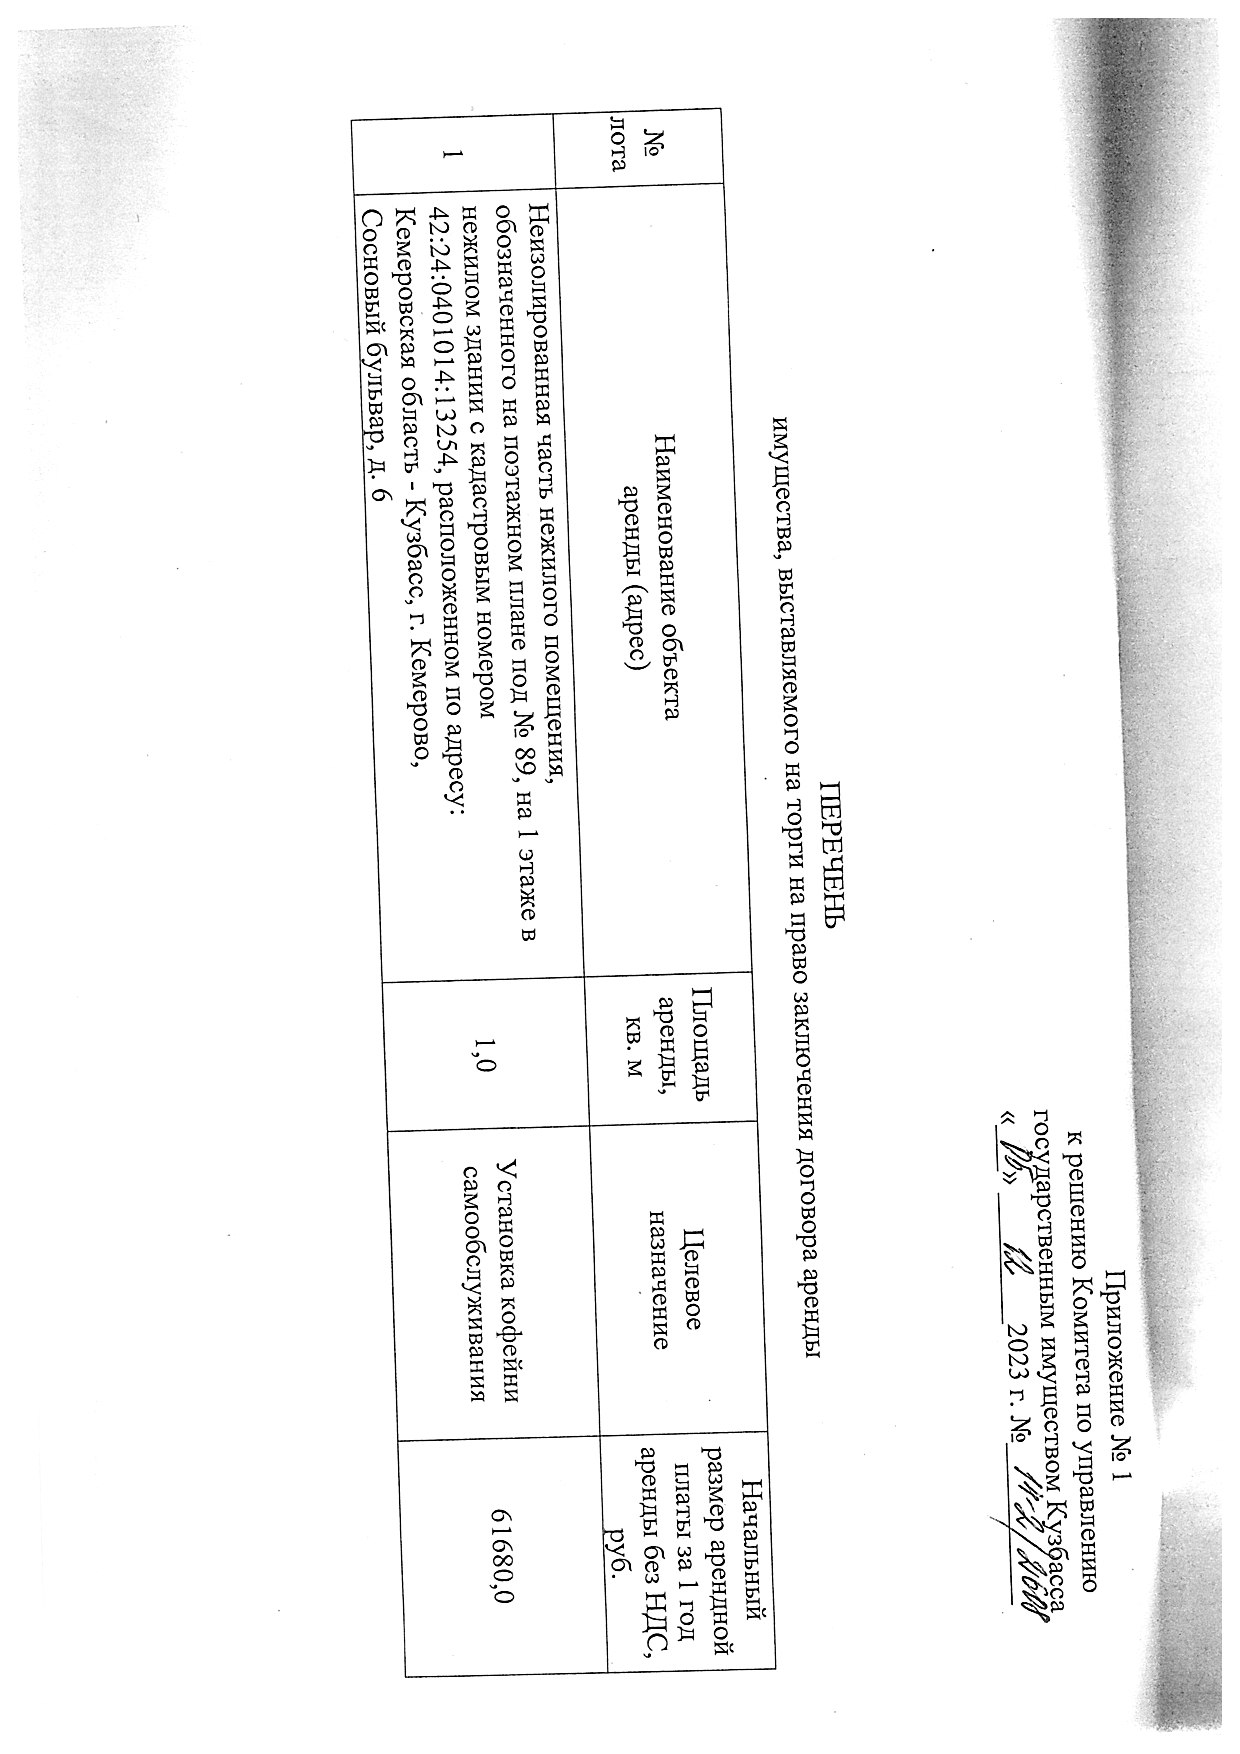 Приложение № 1
к решению Комитета по управлению
государственным имуществом Кузбасса
« » 12 2023 г. №
ПЕРЕЧЕНЬ
имущества, выставляемого на торги на право заключения договора аренды
№
лота
Наименование объекта
аренды (адрес)
Площадь
аренды,
кв. м
Целевое
назначение
Начальный
размер арендной
платы за 1 год
аренды без НДС,
руб.
1
Неизолированная часть нежилого помещения,
обозначенного на поэтажном плане под № 89, на 1 этаже в
нежилом здании с кадастровым номером
42:24:0401014:13254, расположенном по адресу:
Кемеровская область - Кузбасс, г. Кемерово,
Сосновый бульвар, д. 6
1,0
Установка кофейни
самообслуживания
61680,0